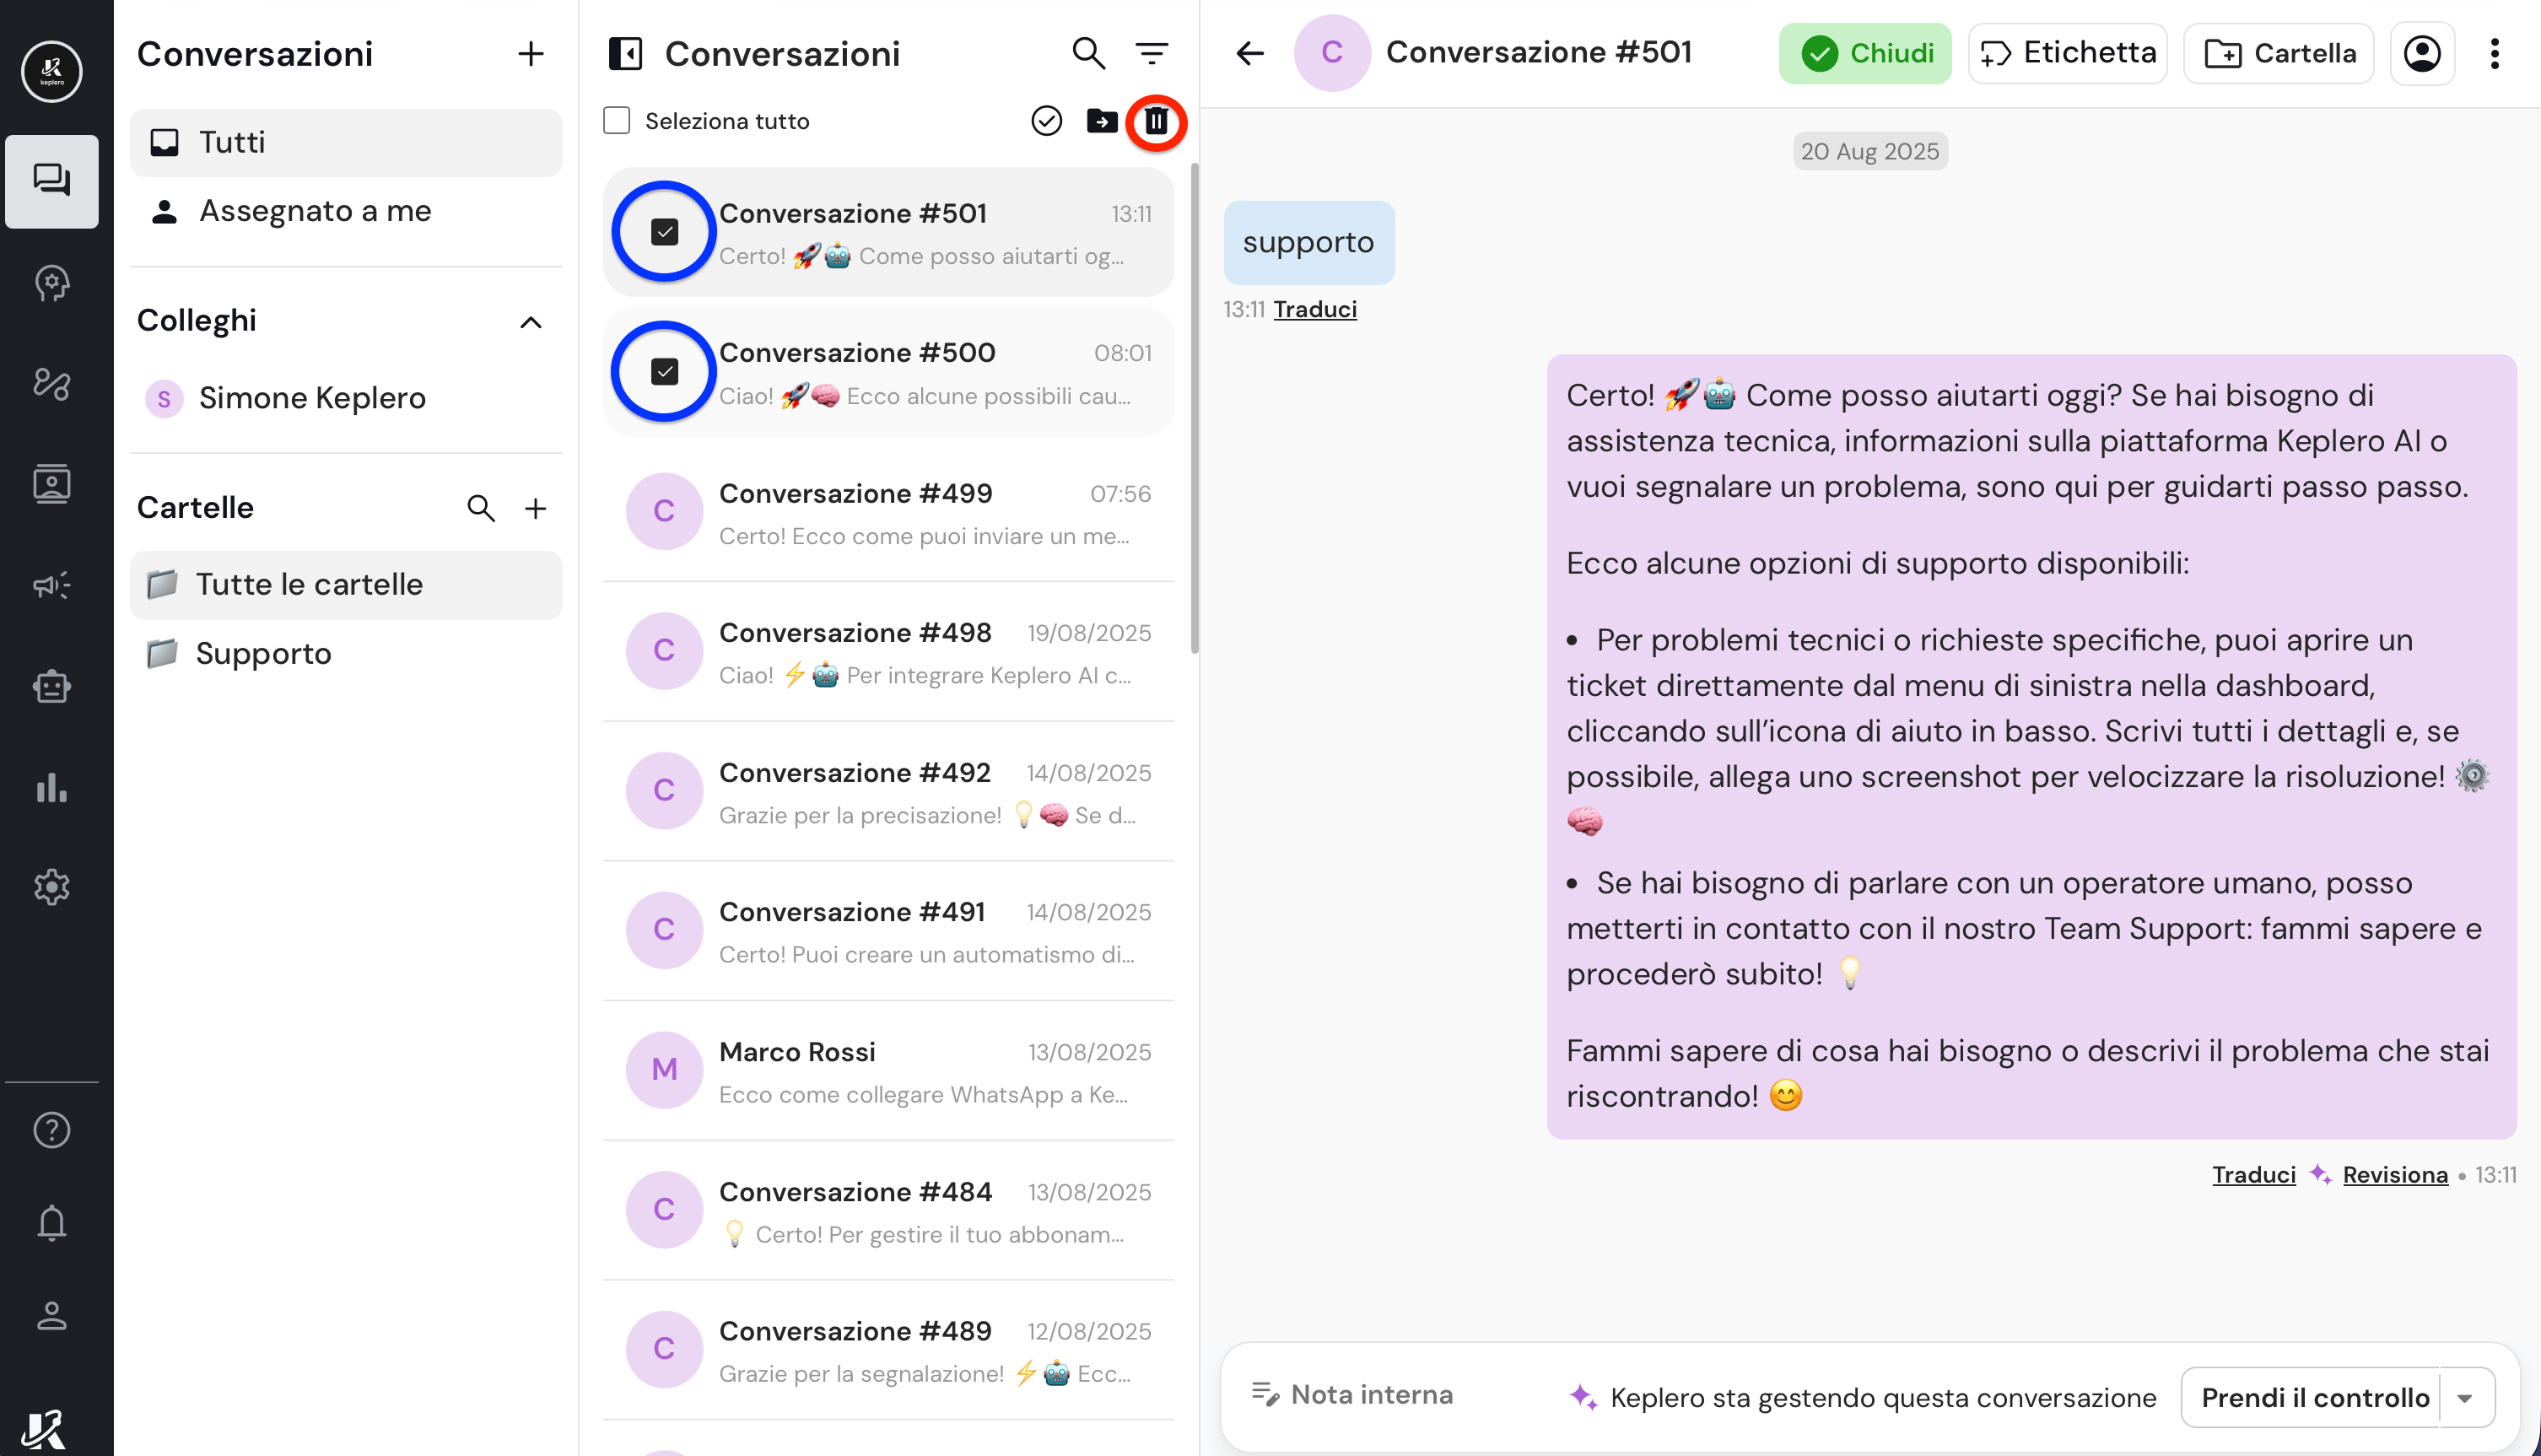 keplero
Conversazioni
Tutti
Assegnato a me
Colleghi
S
Simone Keplero
Cartelle
Tutte le cartelle
Supporto
Conversazioni
Seleziona tutto
Conversazione #501
13:11
Certo! 🚀🤖 Come posso aiutarti og...
Conversazione #500
08:01
Ciao! 🚀🧠 Ecco alcune possibili cau...
C
Conversazione #499
07:56
Certo! Ecco come puoi inviare un me...
C
Conversazione #498
19/08/2025
Ciao! ⚡🤖 Per integrare Keplero AI c...
C
Conversazione #492
14/08/2025
Grazie per la precisazione! 💡🧠 Se d...
C
Conversazione #491
14/08/2025
Certo! Puoi creare un automatismo di...
M
Marco Rossi
13/08/2025
Ecco come collegare WhatsApp a Ke...
C
Conversazione #484
13/08/2025
💡 Certo! Per gestire il tuo abbonam...
C
Conversazione #489
12/08/2025
Grazie per la segnalazione! ⚡🤖 Ecc...
C
Conversazione #501
Chiudi
Etichetta
Cartella
20 Aug 2025
supporto
13:11 Traduci
Certo! 🚀🤖 Come posso aiutarti oggi? Se hai bisogno di
assistenza tecnica, informazioni sulla piattaforma Keplero AI o
vuoi segnalare un problema, sono qui per guidarti passo passo.
Ecco alcune opzioni di supporto disponibili:
• Per problemi tecnici o richieste specifiche, puoi aprire un
ticket direttamente dal menu di sinistra nella dashboard,
cliccando sull’icona di aiuto in basso. Scrivi tutti i dettagli e, se
possibile, allega uno screenshot per velocizzare la risoluzione! ⚙️
🧠
• Se hai bisogno di parlare con un operatore umano, posso
metterti in contatto con il nostro Team Support: fammi sapere e
procederò subito! 💡
Fammi sapere di cosa hai bisogno o descrivi il problema che stai
riscontrando! 😊
Traduci Revisiona • 13:11
Nota interna
Keplero sta gestendo questa conversazione
Prendi il controllo